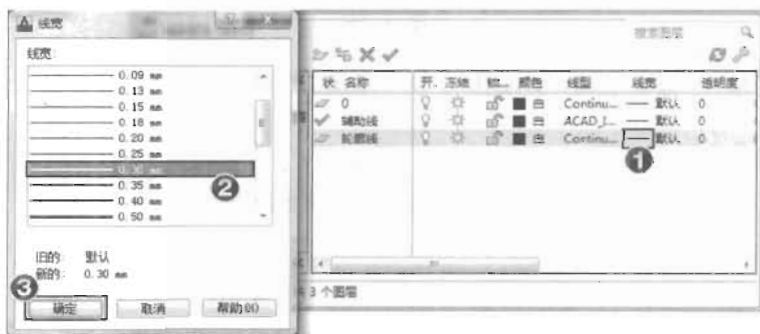 线宽
线宽:
0.09 mm
0.13 mm
0.15 mm
0.18 mm
0.20 mm
0.25 mm
0.30 mm
0.35 mm
0.40 mm
0.50 mm
2
旧的: 默认
新的: 0.30 mm
3
确定 取消 帮助(H)
搜索图层
状 名称 开. 冻结 锁... 颜色 线型 线宽 透明度
0 白 Continu... 默认 0
辅助线 白 ACAD_I... 默认 0
轮廓线 白 Continu... 默认 0
1
3 个图层